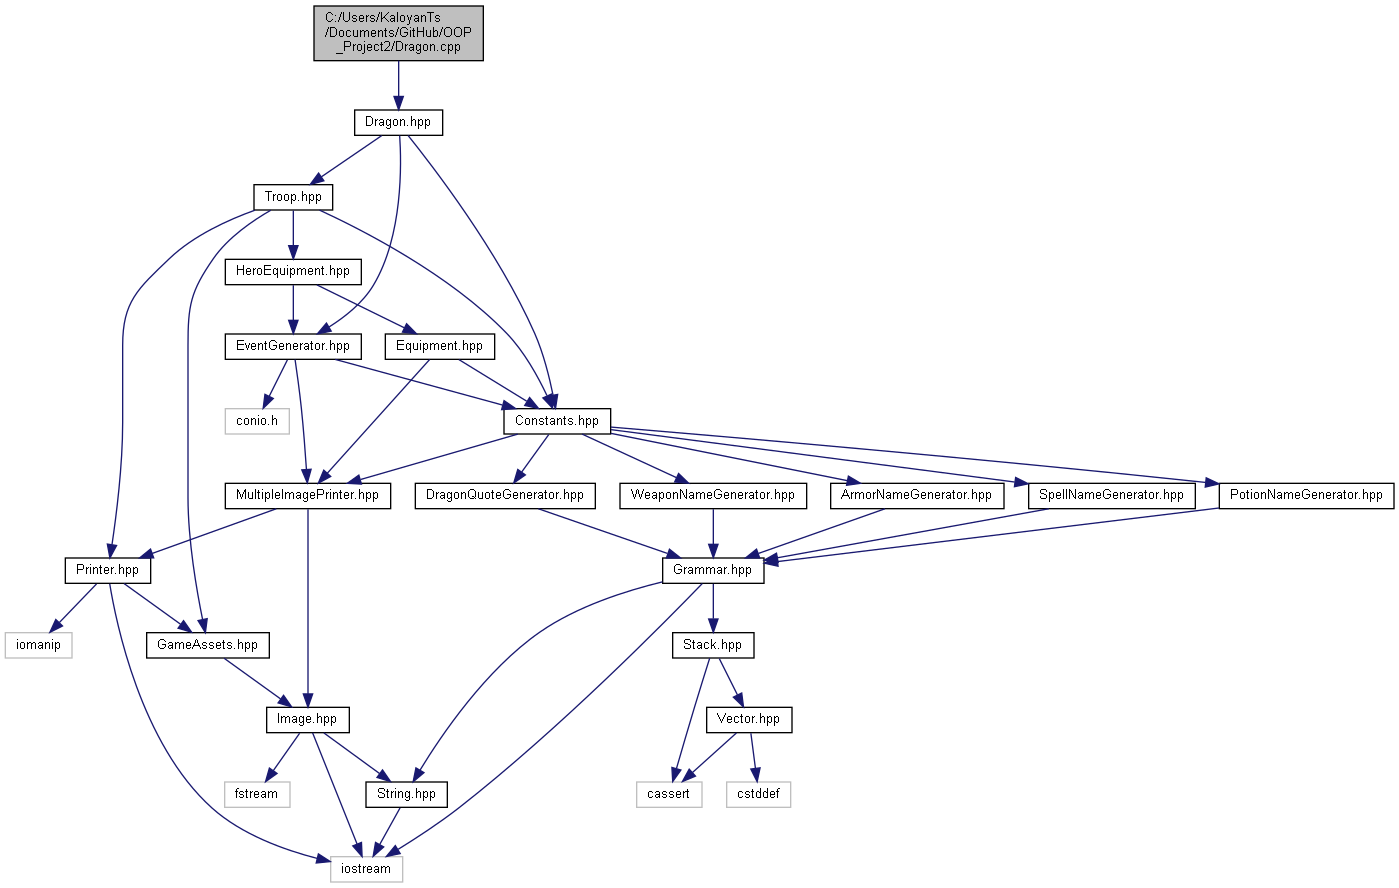 C:/Users/KaloyanTs
/Documents/GitHub/OOP
_Project2/Dragon.cpp
Dragon.hpp
Troop.hpp
HeroEquipment.hpp
EventGenerator.hpp
Equipment.hpp
conio.h
Constants.hpp
MultipleImagePrinter.hpp
DragonQuoteGenerator.hpp
WeaponNameGenerator.hpp
ArmorNameGenerator.hpp
SpellNameGenerator.hpp
PotionNameGenerator.hpp
Printer.hpp
Grammar.hpp
iomanip
GameAssets.hpp
Stack.hpp
Image.hpp
Vector.hpp
fstream
String.hpp
cassert
cstddef
iostream